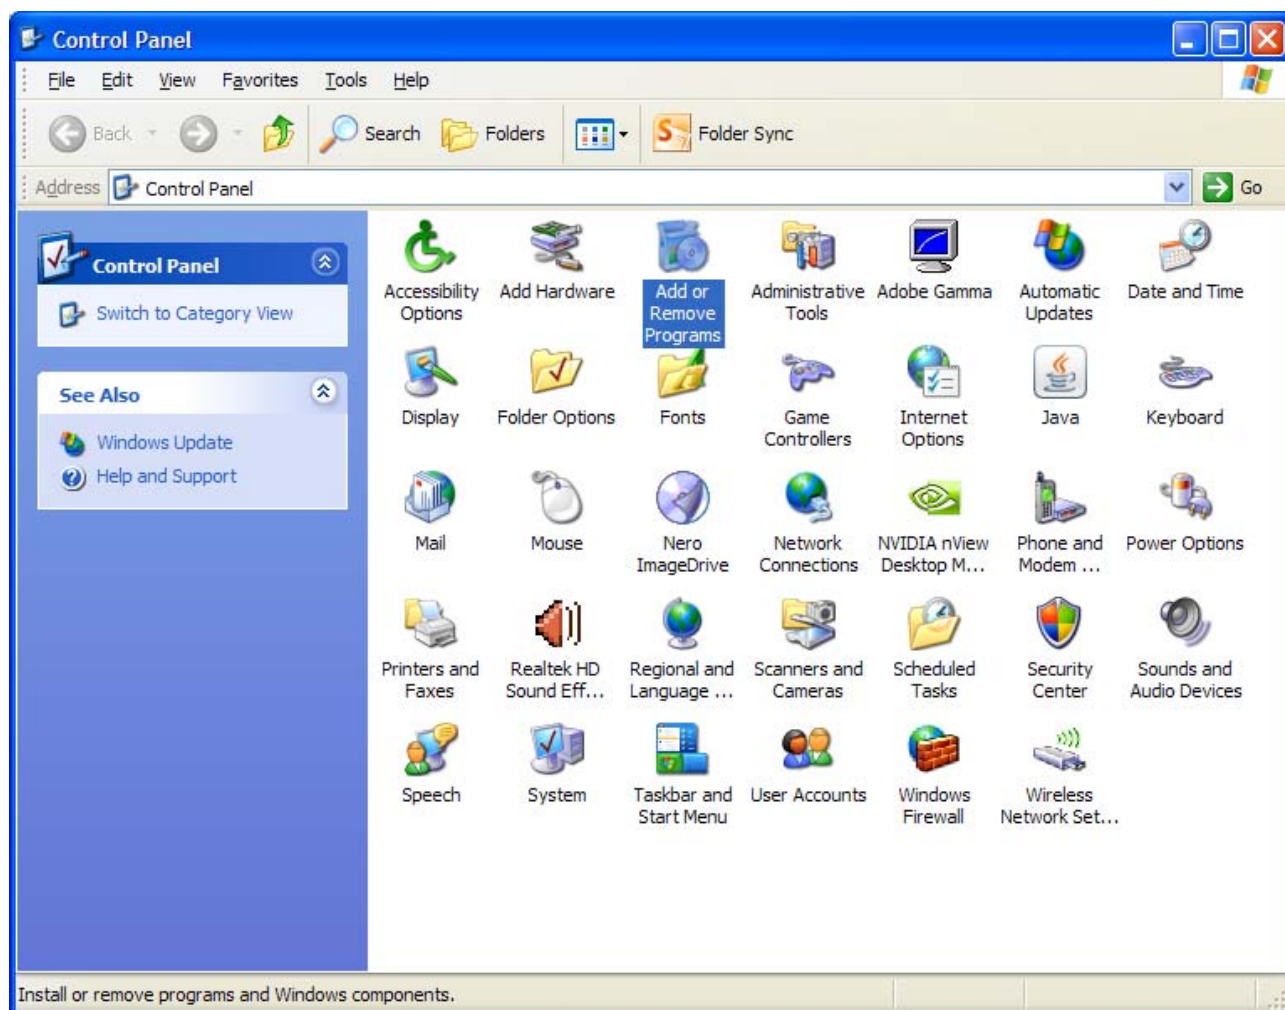 Control Panel
File Edit View Favorites Tools Help
Back Search Folders Folder Sync
Address Control Panel Go
Control Panel
Switch to Category View
See Also
Windows Update
Help and Support
Accessibility Options
Add Hardware
Add or Remove Programs
Administrative Tools
Adobe Gamma
Automatic Updates
Date and Time
Display
Folder Options
Fonts
Game Controllers
Internet Options
Java
Keyboard
Mail
Mouse
Nero ImageDrive
Network Connections
NVIDIA nView Desktop M...
Phone and Modem ...
Power Options
Printers and Faxes
Realtek HD Sound Eff...
Regional and Language ...
Scanners and Cameras
Scheduled Tasks
Security Center
Sounds and Audio Devices
Speech
System
Taskbar and Start Menu
User Accounts
Windows Firewall
Wireless Network Set...
Install or remove programs and Windows components.